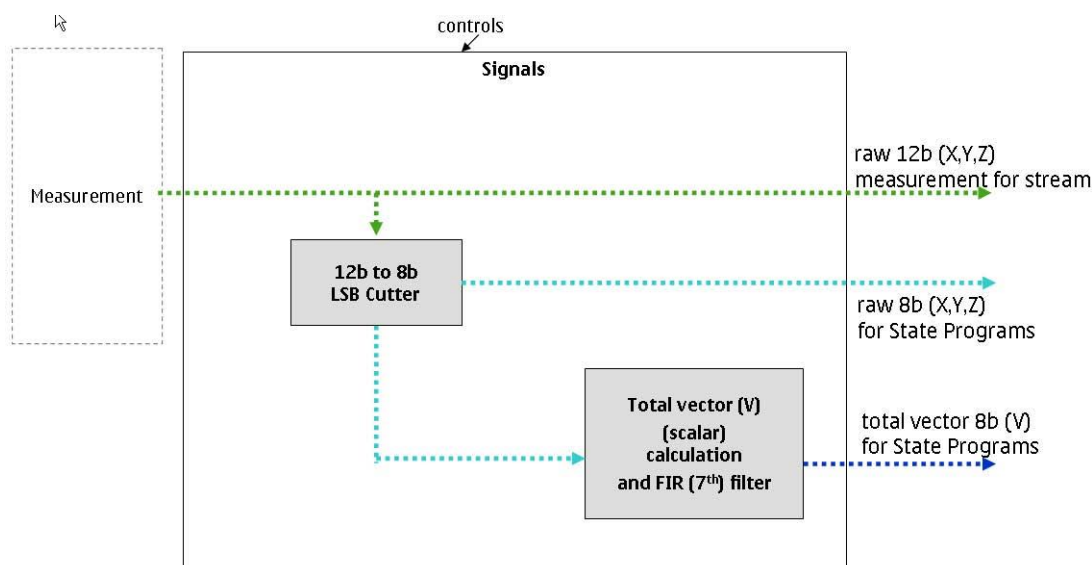 controls
Signals
Measurement
raw 12b (X,Y,Z)
measurement for stream
12b to 8b
LSB Cutter
raw 8b (X,Y,Z)
for State Programs
Total vector (V)
(scalar)
calculation
and FIR (7th) filter
total vector 8b (V)
for State Programs